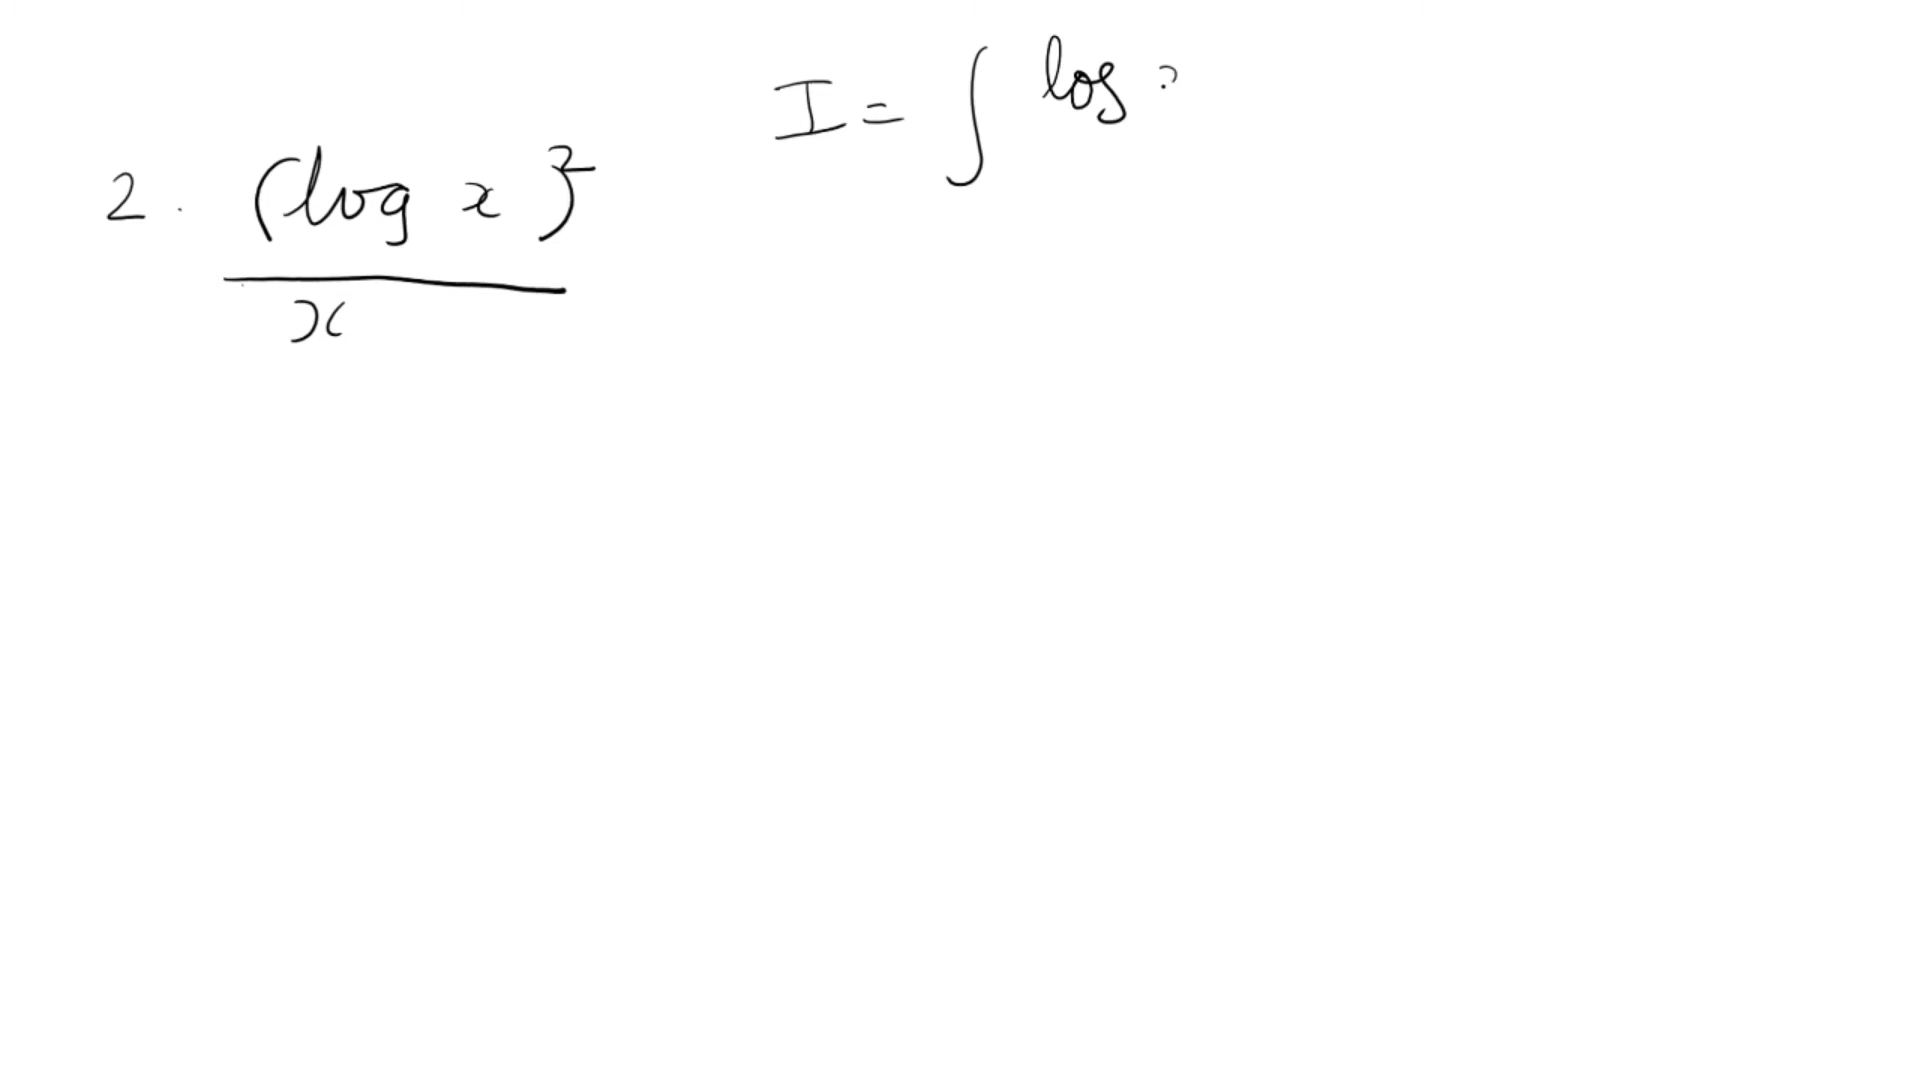 I = ∫ log
2. (log x)²
x